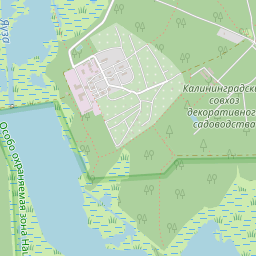 Яуза
Калининградский
совхоз
декоративного
садоводства
Особо охраняемая зона На